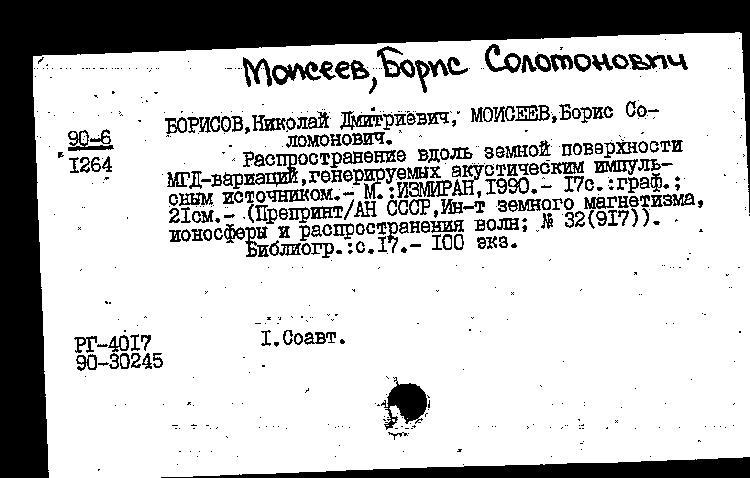 Моисеев, Борис Соломонович
90-6
1264
БОРИСОВ, Николай Дмитриевич, МОИСЕЕВ, Борис Со-
ломонович.
Распространение вдоль земной поверхности
МГД-вариаций, генерируемых акустическим импуль-
сным источником.- М.:ИЗМИРАН, 1990.- 17с.:граф.;
21см.- (Препринт/АН СССР, Ин-т земного магнетизма,
ионосферы и распространения волн; № 32(917)).
Библиогр.:с.17.- 100 экз.
1.Соавт.
РГ-4017
90-30245